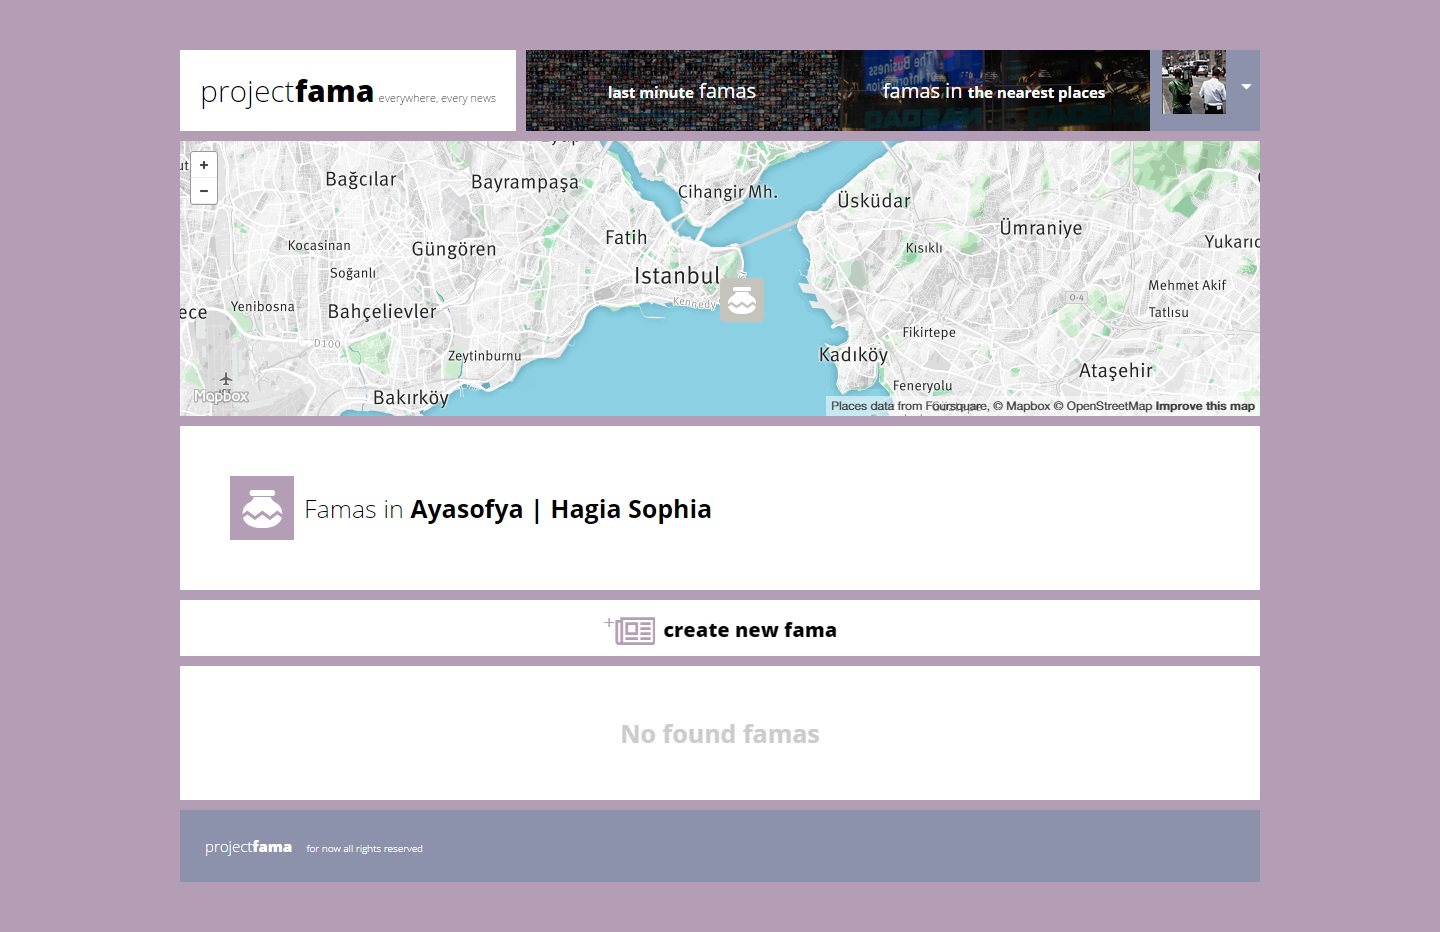 projectfama everywhere, every news
last minute famas
famas in the nearest places
+
−
Bağcılar
Bayrampaşa
Cihangir Mh.
Üsküdar
Ümraniye
Kocasinan
Güngören
Fatih
Kısıklı
Soğanlı
Istanbul
Mehmet Akif
Yenibosna
Bahçelievler
Kennedy
O-4
Tatlısu
D100
Fikirtepe
Zeytinburnu
Kadıköy
Ataşehir
Feneryolu
Bakırköy
Mapbox
Places data from Foursquare, © Mapbox © OpenStreetMap Improve this map
Famas in Ayasofya | Hagia Sophia
create new fama
No found famas
projectfama for now all rights reserved